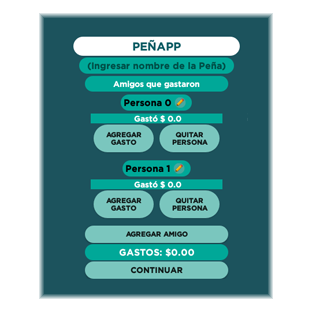 PEÑAPP
(Ingresar nombre de la Peña)
Amigos que gastaron
Persona 0
Gastó $ 0.0
AGREGAR GASTO
QUITAR PERSONA
Persona 1
Gastó $ 0.0
AGREGAR GASTO
QUITAR PERSONA
AGREGAR AMIGO
GASTOS: $0.00
CONTINUAR